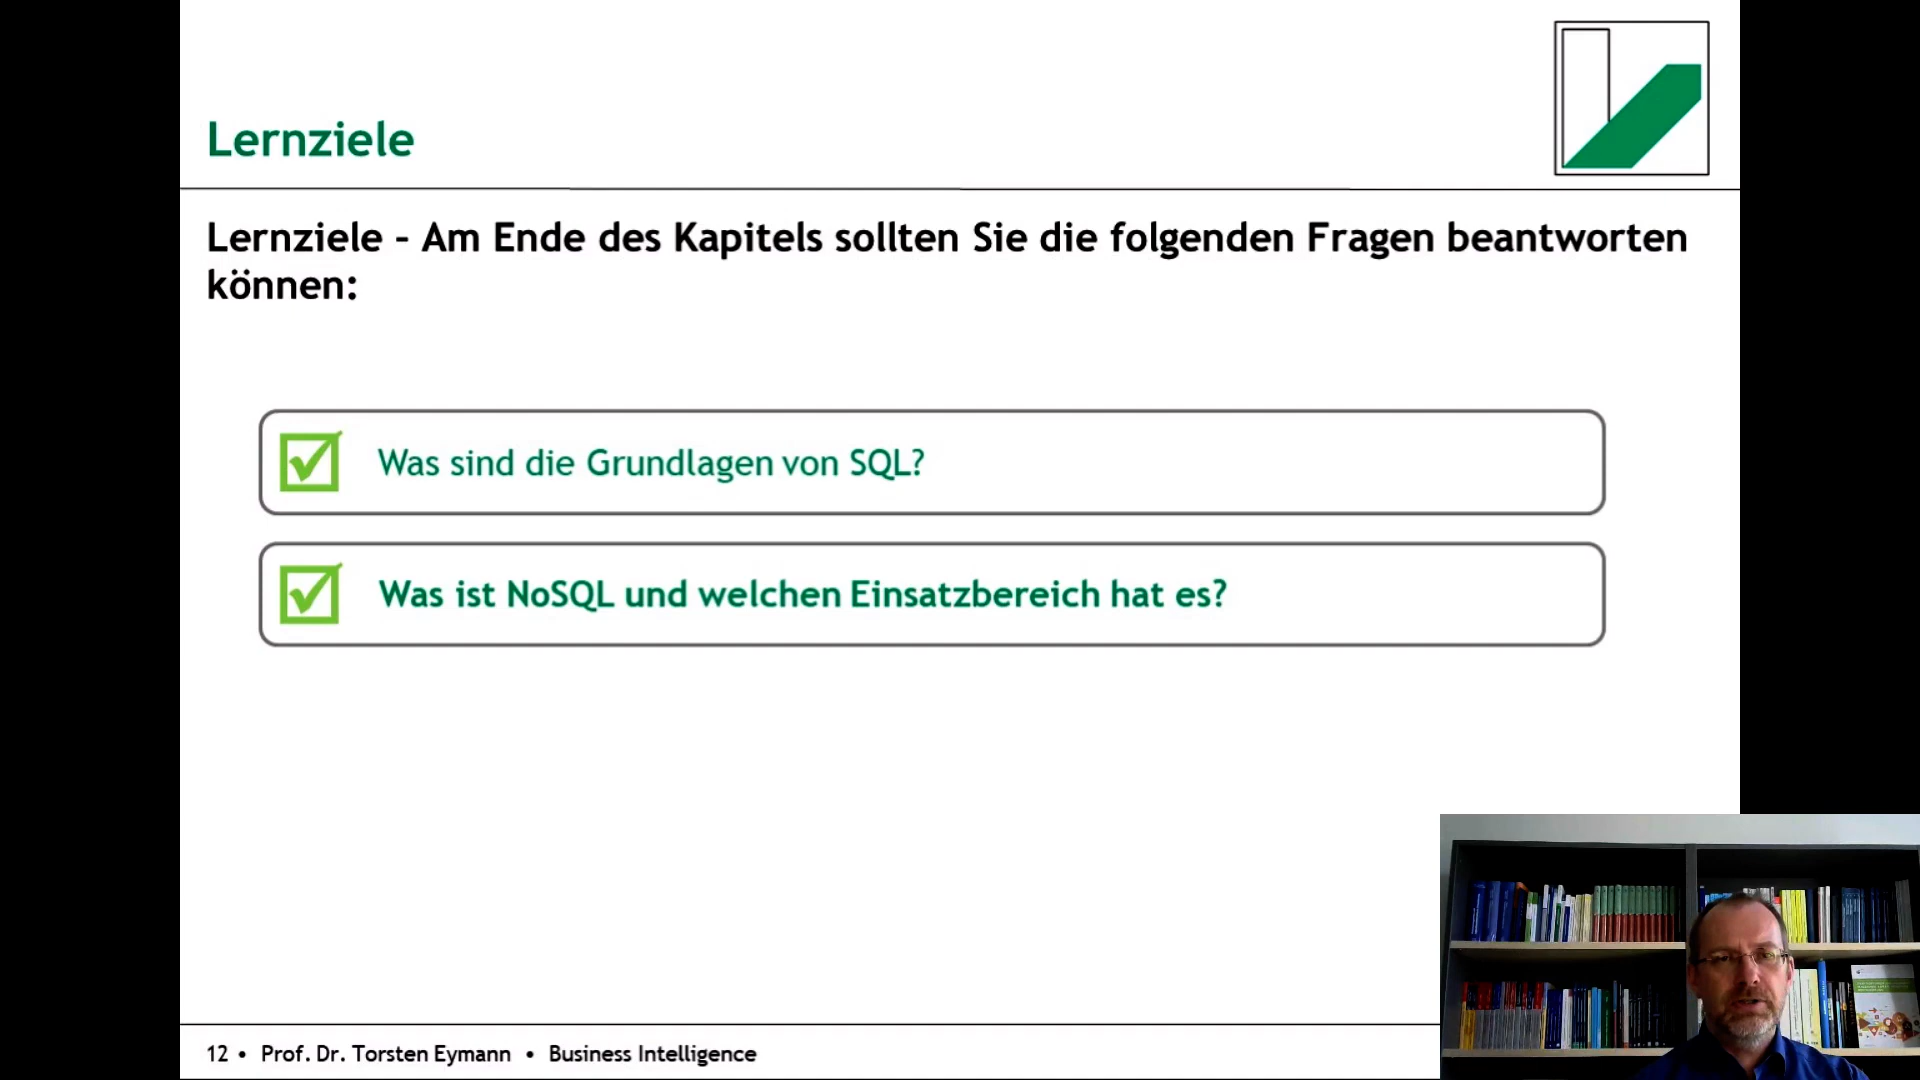 Lernziele
Lernziele – Am Ende des Kapitels sollten Sie die folgenden Fragen beantworten
können:
Was sind die Grundlagen von SQL?
Was ist NoSQL und welchen Einsatzbereich hat es?
12 • Prof. Dr. Torsten Eymann • Business Intelligence